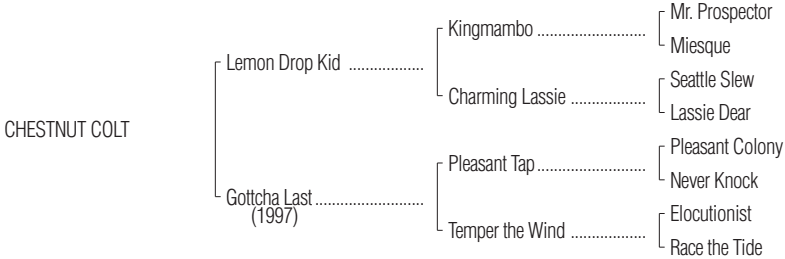 Mr. Prospector
Kingmambo ..........................
Miesque
Lemon Drop Kid ..................
Seattle Slew
Charming Lassie ..................
Lassie Dear
CHESTNUT COLT
Pleasant Colony
Pleasant Tap ..........................
Never Knock
Gottcha Last ..........................
(1997)
Elocutionist
Temper the Wind ..................
Race the Tide